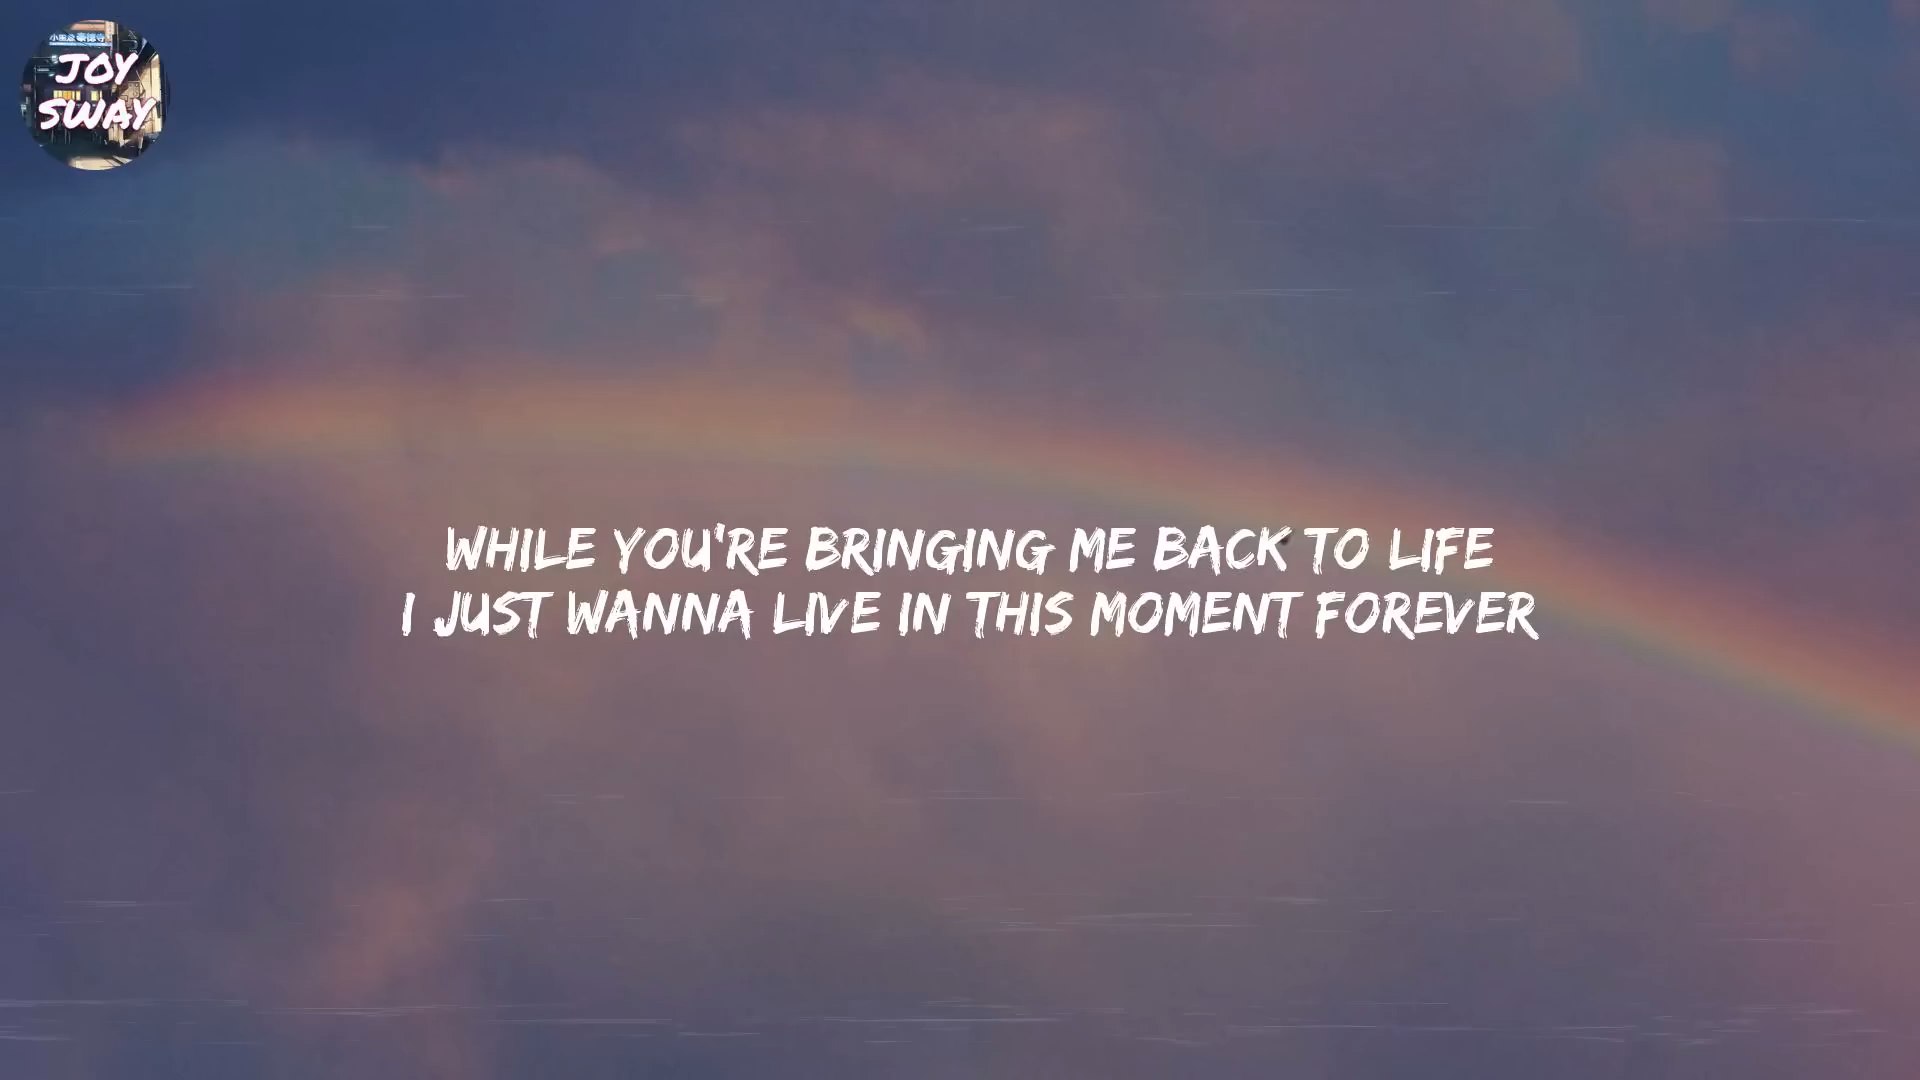 JOY
SWAY
WHILE YOU'RE BRINGING ME BACK TO LIFE
I JUST WANNA LIVE IN THIS MOMENT FOREVER